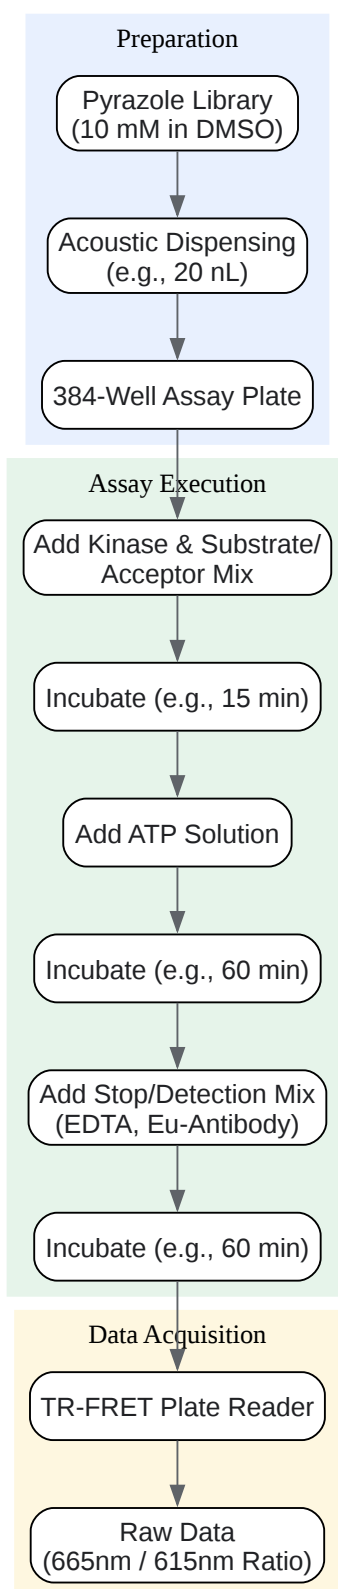 Preparation
Pyrazole Library
(10 mM in DMSO)
Acoustic Dispensing
(e.g., 20 nL)
384-Well Assay Plate
Assay Execution
Add Kinase & Substrate/
Acceptor Mix
Incubate (e.g., 15 min)
Add ATP Solution
Incubate (e.g., 60 min)
Add Stop/Detection Mix
(EDTA, Eu-Antibody)
Incubate (e.g., 60 min)
Data Acquisition
TR-FRET Plate Reader
Raw Data
(665nm / 615nm Ratio)